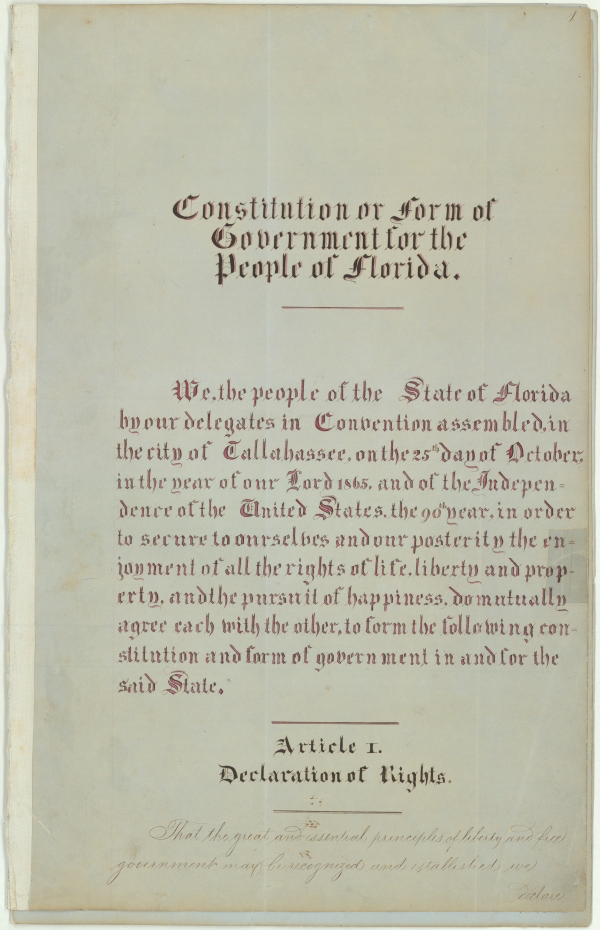 1
Constitution or Form of
Government for the
People of Florida.
We, the people of the State of Florida
by our delegates in Convention assembled, in
the city of Tallahassee, on the 25th day of October,
in the year of our Lord 1865, and of the Indepen=
dence of the United States, the 90th year, in order
to secure to ourselves and our posterity the en=
joyment of all the rights of life, liberty and prop-
erty, and the pursuit of happiness, do mutually
agree each with the other, to form the following con-
stitution and form of government in and for the
said State.
Article I.
Declaration of Rights.
That the great and essential principles of liberty and free
government may be recognized and established, we
declare